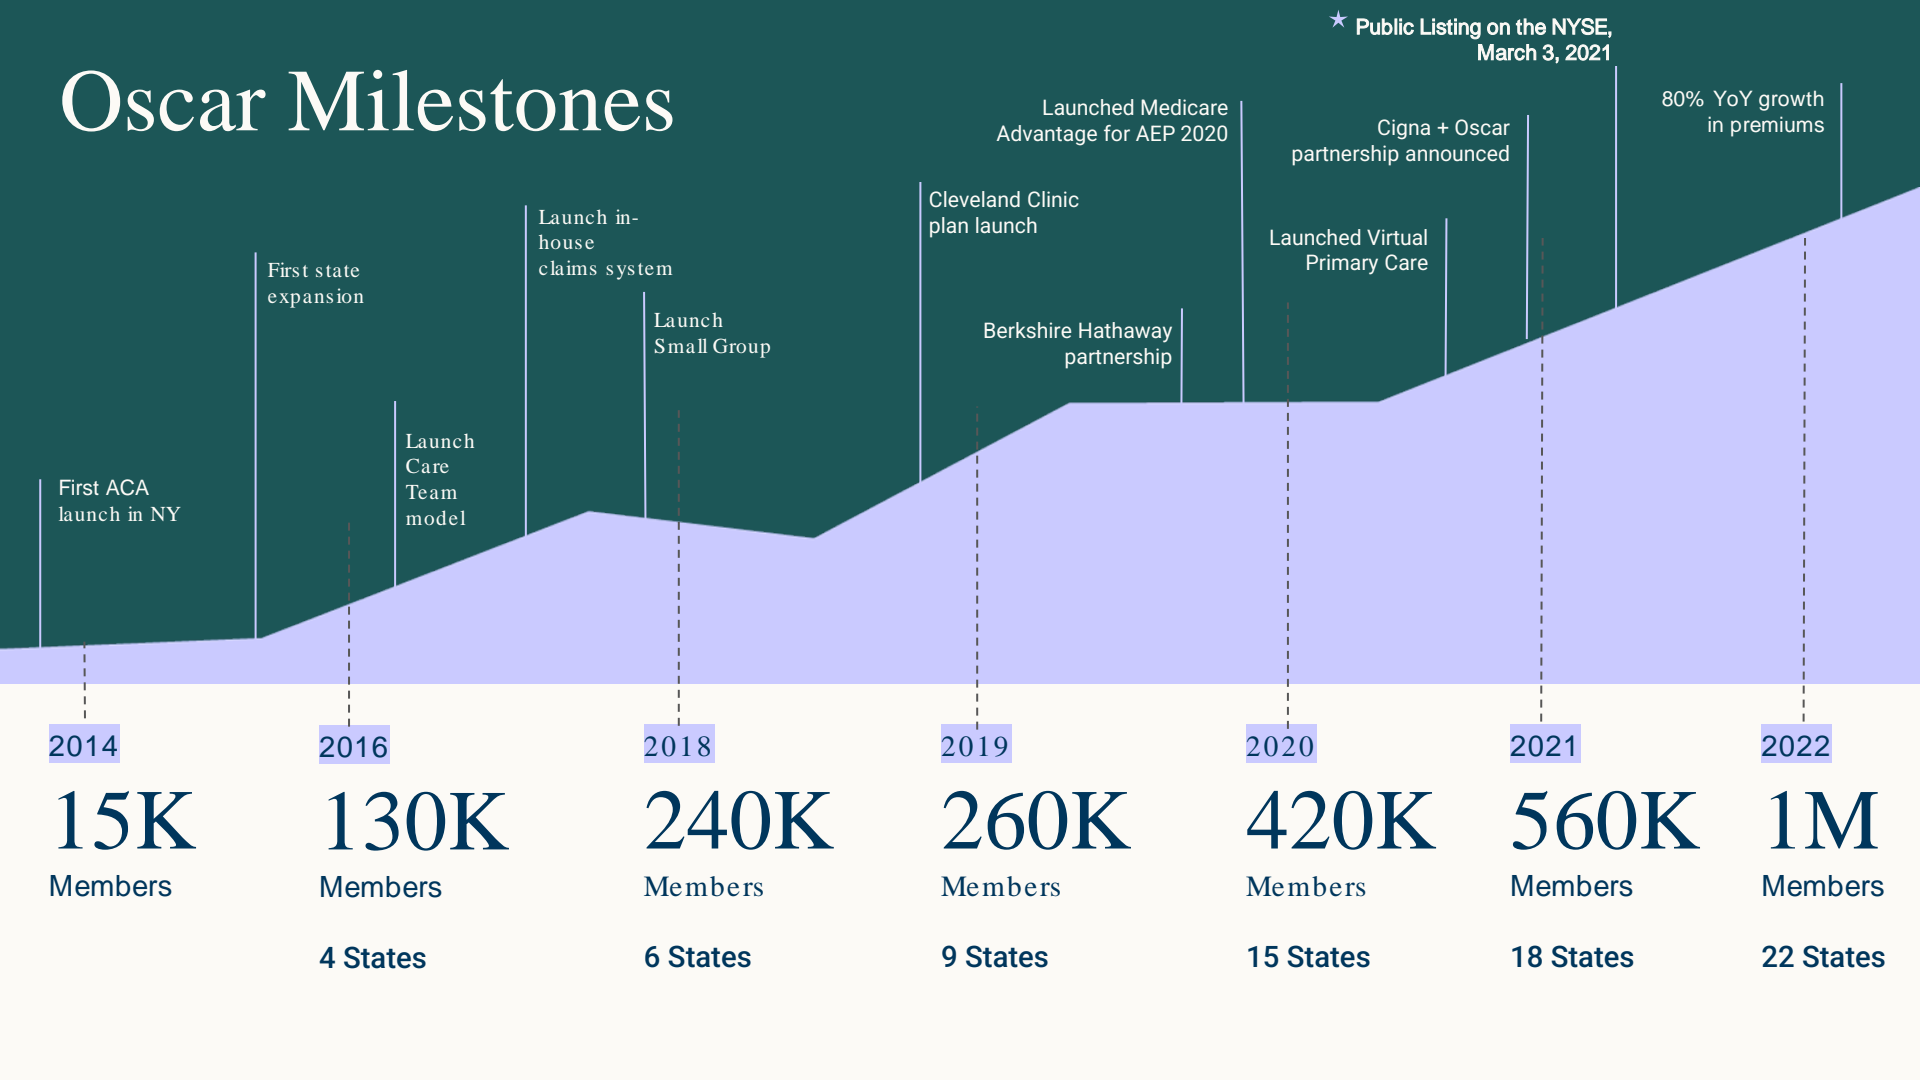 Oscar Milestones
Public Listing on the NYSE,
March 3, 2021
80% YoY growth
in premiums
Launched Medicare
Advantage for AEP 2020
Cigna + Oscar
partnership announced
Cleveland Clinic
plan launch
Launched Virtual
Primary Care
Launch in-
house
claims system
First state
expansion
Launch
Small Group
Berkshire Hathaway
partnership
Launch
Care
Team
model
First ACA
launch in NY
2014
15K
Members
2016
130K
Members
4 States
2018
240K
Members
6 States
2019
260K
Members
9 States
2020
420K
Members
15 States
2021
560K
Members
18 States
2022
1M
Members
22 States